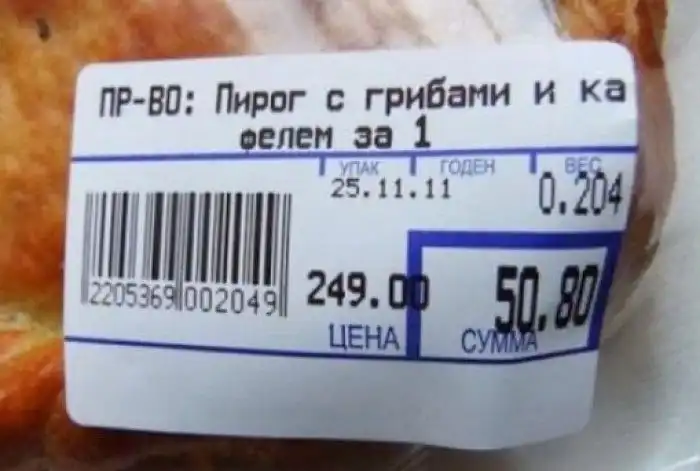 ПР-ВО: Пирог с грибами и ка
фелем за 1
УПАК ГОДЕН ВЕС
25.11.11 0.204
2205369 002049
249.00 50.80
ЦЕНА СУММА